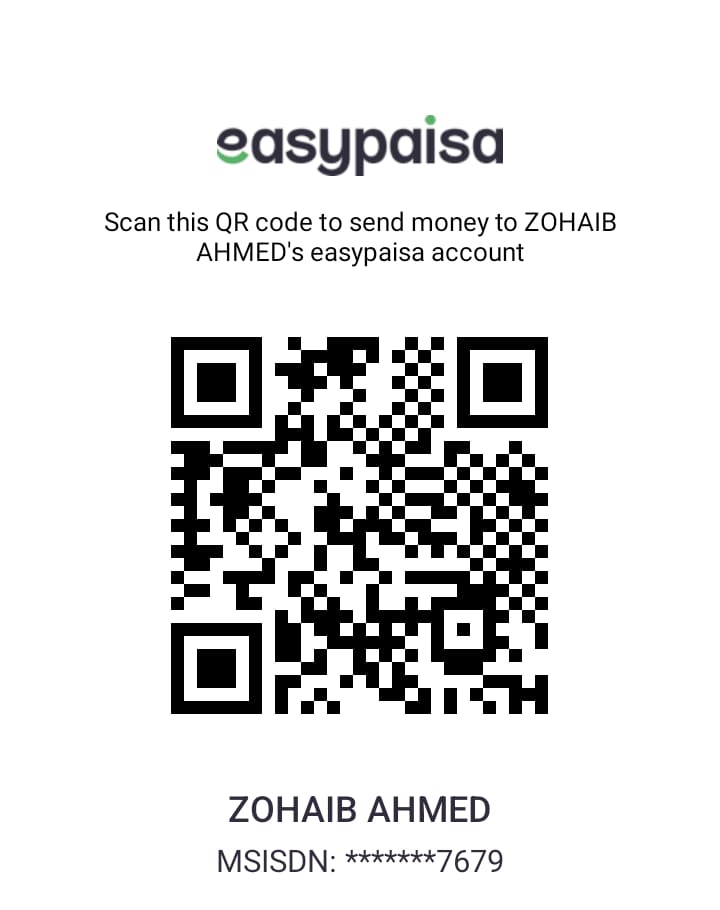 easypaisa
Scan this QR code to send money to ZOHAIB
AHMED's easypaisa account
ZOHAIB AHMED
MSISDN: *******7679